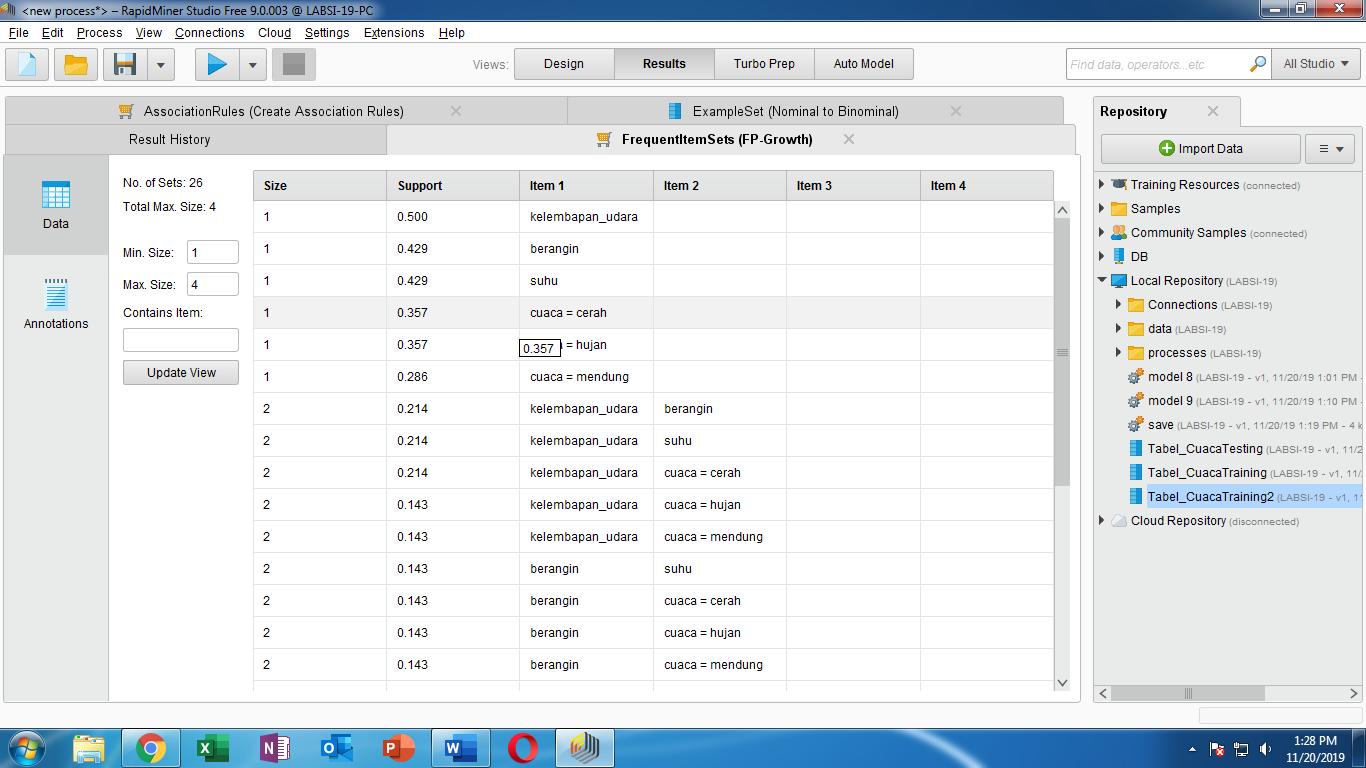 <new process*> – RapidMiner Studio Free 9.0.003 @ LABSI-19-PC
File Edit Process View Connections Cloud Settings Extensions Help
Views: Design Results Turbo Prep Auto Model Find data, operators...etc All Studio
AssociationRules (Create Association Rules) ExampleSet (Nominal to Binominal)
Result History FrequentItemSets (FP-Growth)
Data
Annotations
No. of Sets: 26
Total Max. Size: 4
Min. Size: 1
Max. Size: 4
Contains Item:
Update View
Size Support Item 1 Item 2 Item 3 Item 4
1 0.500 kelembapan_udara
1 0.429 berangin
1 0.429 suhu
1 0.357 cuaca = cerah
1 0.357 = hujan
0.357
1 0.286 cuaca = mendung
2 0.214 kelembapan_udara berangin
2 0.214 kelembapan_udara suhu
2 0.214 kelembapan_udara cuaca = cerah
2 0.143 kelembapan_udara cuaca = hujan
2 0.143 kelembapan_udara cuaca = mendung
2 0.143 berangin suhu
2 0.143 berangin cuaca = cerah
2 0.143 berangin cuaca = hujan
2 0.143 berangin cuaca = mendung
Repository
Import Data
Training Resources (connected)
Samples
Community Samples (connected)
DB
Local Repository (LABSI-19)
Connections (LABSI-19)
data (LABSI-19)
processes (LABSI-19)
model 8 (LABSI-19 - v1, 11/20/19 1:01 PM -
model 9 (LABSI-19 - v1, 11/20/19 1:10 PM -
save (LABSI-19 - v1, 11/20/19 1:19 PM - 4 k
Tabel_CuacaTesting (LABSI-19 - v1, 11/2
Tabel_CuacaTraining (LABSI-19 - v1, 11/
Tabel_CuacaTraining2 (LABSI-19 - v1, 1
Cloud Repository (disconnected)
1:28 PM
11/20/2019